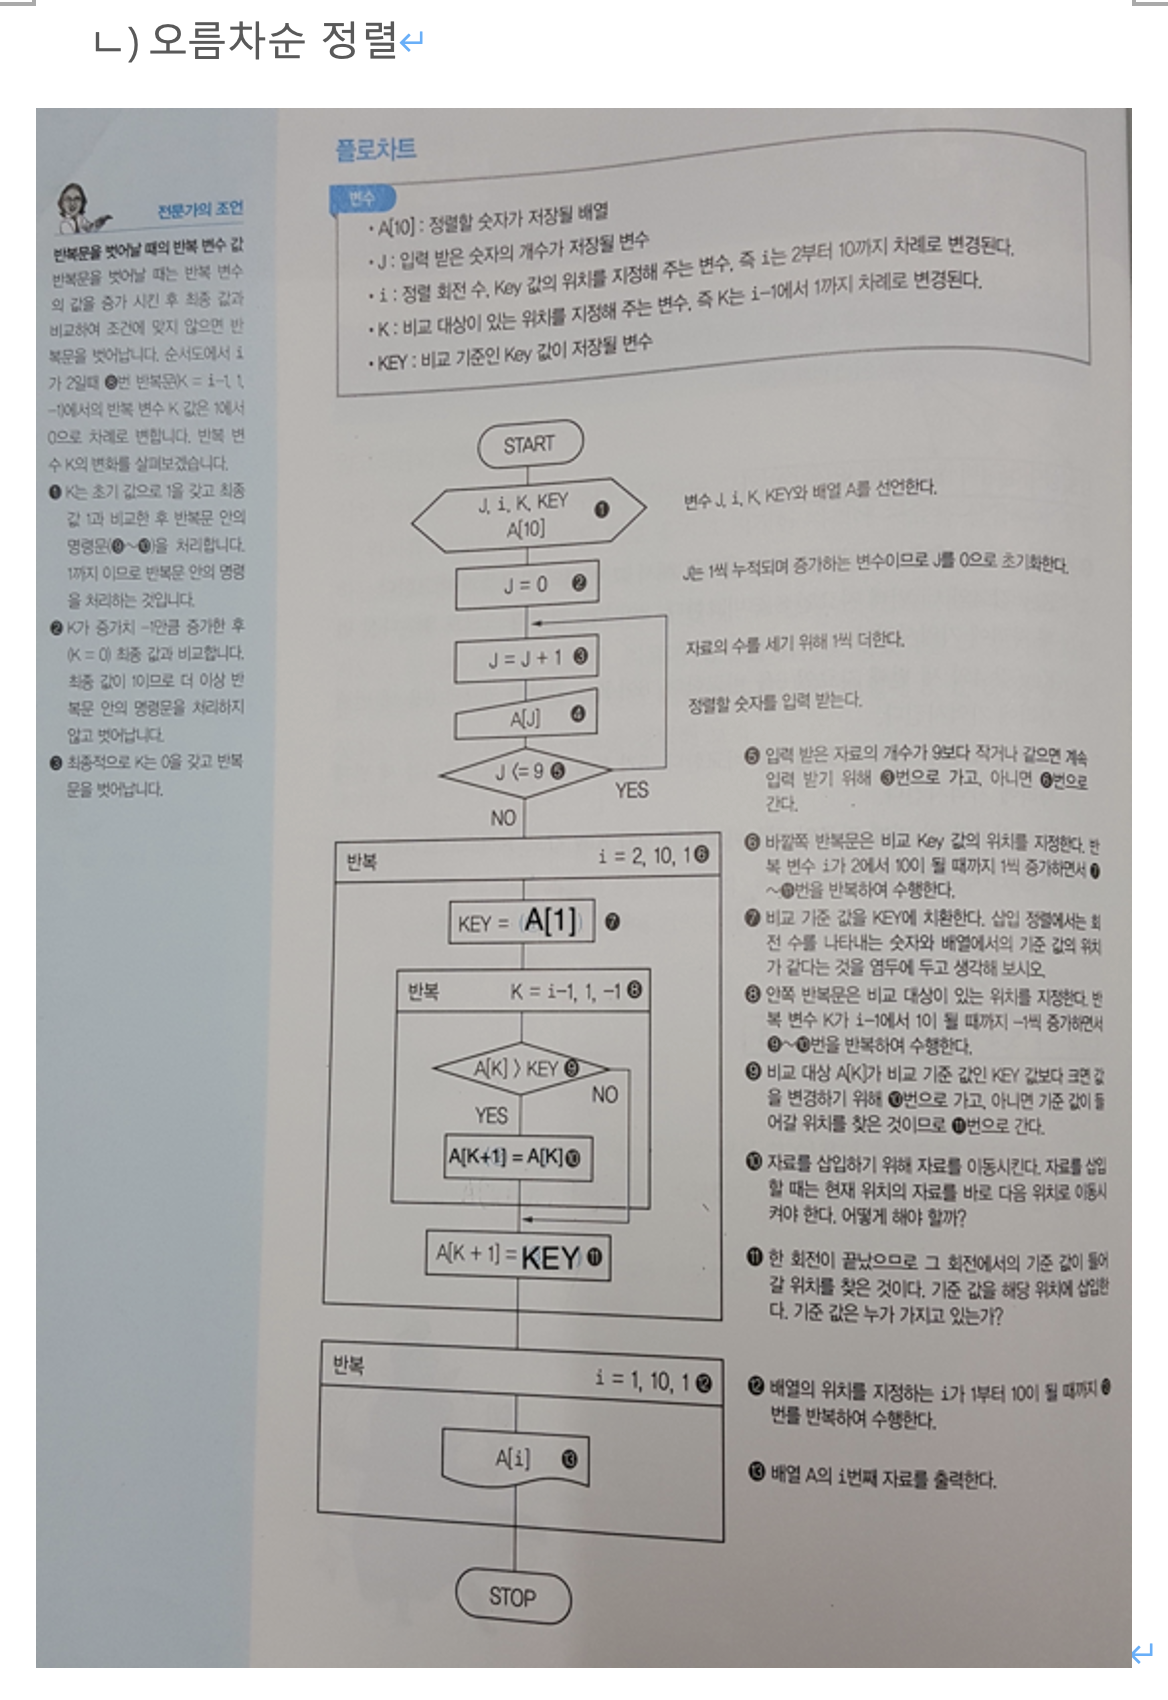 ㄴ) 오름차순 정렬↵
플로차트
변수
• A[10] : 정렬할 숫자가 저장될 배열
• J : 입력 받은 숫자의 개수가 저장될 변수
• i : 정렬 회전 수, Key 값의 위치를 지정해 주는 변수, 즉 i는 2부터 10까지 차례로 변경된다.
• K : 비교 대상이 있는 위치를 지정해 주는 변수, 즉 K는 i-1에서 1까지 차례로 변경된다.
• KEY : 비교 기준인 Key 값이 저장될 변수
전문가의 조언
반복문을 벗어날 때의 반복 변수 값
반복문을 벗어날 때는 반복 변수
의 값을 증가 시킨 후 최종 값과
비교하여 조건에 맞지 않으면 반
복문을 벗어납니다. 순서도에서 i
가 2일때 ❽번 반복문(K = i-1, 1,
-1)에서의 반복 변수 K 값은 1에서
0으로 차례로 변합니다. 반복 변
수 K의 변화를 살펴보겠습니다.
❶ K는 초기 값으로 1을 갖고 최종
값 1과 비교한 후 반복문 안의
명령문(❾~❿)을 처리합니다.
1까지 이므로 반복문 안의 명령
을 처리하는 것입니다.
❷ K가 증가치 -1만큼 증가한 후
(K = 0) 최종 값과 비교합니다.
최종 값이 1이므로 더 이상 반
복문 안의 명령문을 처리하지
않고 벗어납니다.
❸ 최종적으로 K는 0을 갖고 반복
문을 벗어납니다.
START
J, i, K, KEY
A[10] ❶
변수 J, i, K, KEY와 배열 A를 선언한다.
J = 0 ❷
J는 1씩 누적되며 증가하는 변수이므로 J를 0으로 초기화한다.
J = J + 1 ❸
자료의 수를 세기 위해 1씩 더한다.
A[J] ❹
정렬할 숫자를 입력 받는다.
J <= 9 ❺
YES
NO
❺ 입력 받은 자료의 개수가 9보다 작거나 같으면 계속
입력 받기 위해 ❸번으로 가고, 아니면 ❻번으로
간다.
반복 i = 2, 10, 1 ❻
❻ 바깥쪽 반복문은 비교 Key 값의 위치를 지정한다. 반
복 변수 i가 2에서 10이 될 때까지 1씩 증가하면서 ❼
~⓫번을 반복하여 수행한다.
KEY = A[1] ❼
❼ 비교 기준 값을 KEY에 치환한다. 삽입 정렬에서는 회
전 수를 나타내는 숫자와 배열에서의 기준 값의 위치
가 같다는 것을 염두에 두고 생각해 보시오.
반복 K = i-1, 1, -1 ❽
❽ 안쪽 반복문은 비교 대상이 있는 위치를 지정한다. 반
복 변수 K가 i-1에서 1이 될 때까지 -1씩 증가하면서
❾~❿번을 반복하여 수행한다.
A[K] > KEY ❾
NO
YES
❾ 비교 대상 A[K]가 비교 기준 값인 KEY 값보다 크면 값
을 변경하기 위해 ❿번으로 가고, 아니면 기준 값이 들
어갈 위치를 찾은 것이므로 ⓫번으로 간다.
A[K+1] = A[K] ❿
❿ 자료를 삽입하기 위해 자료를 이동시킨다. 자료를 삽입
할 때는 현재 위치의 자료를 바로 다음 위치로 이동시
켜야 한다. 어떻게 해야 할까?
A[K + 1] = KEY ⓫
⓫ 한 회전이 끝났으므로 그 회전에서의 기준 값이 들어
갈 위치를 찾은 것이다. 기준 값을 해당 위치에 삽입한
다. 기준 값은 누가 가지고 있는가?
반복 i = 1, 10, 1 ⓬
⓬ 배열의 위치를 지정하는 i가 1부터 10이 될 때까지 ⓭
번를 반복하여 수행한다.
A[i] ⓭
⓭ 배열 A의 i번째 자료를 출력한다.
STOP
↵